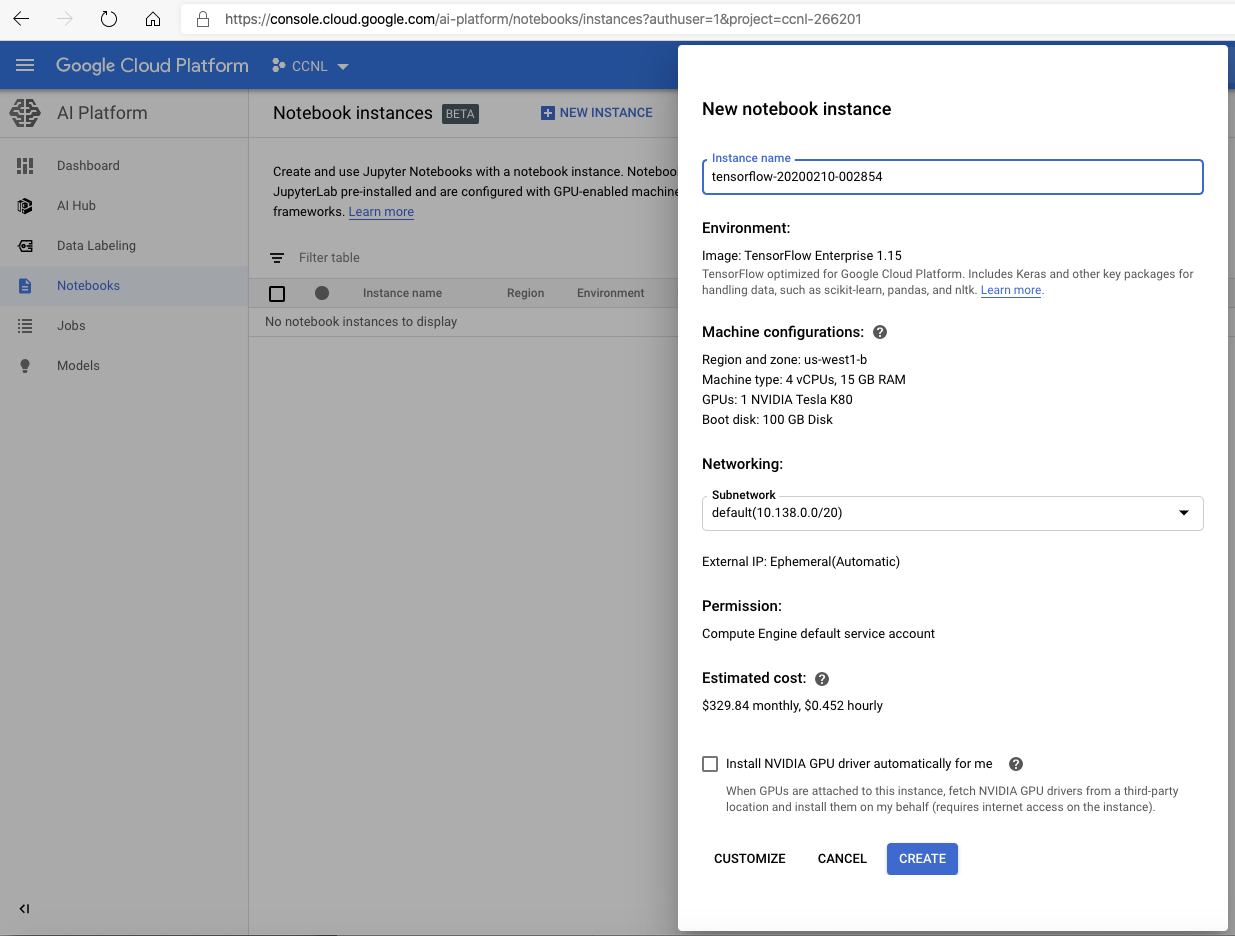 https://console.cloud.google.com/ai-platform/notebooks/instances?authuser=1&project=ccnl-266201
Google Cloud Platform
CCNL
AI Platform
Dashboard
AI Hub
Data Labeling
Notebooks
Jobs
Models
Notebook instances BETA
NEW INSTANCE
Create and use Jupyter Notebooks with a notebook instance. Noteboo
JupyterLab pre-installed and are configured with GPU-enabled machine
frameworks. Learn more
Filter table
Instance name Region Environment
No notebook instances to display
New notebook instance
Instance name
tensorflow-20200210-002854
Environment:
Image: TensorFlow Enterprise 1.15
TensorFlow optimized for Google Cloud Platform. Includes Keras and other key packages for
handling data, such as scikit-learn, pandas, and nltk. Learn more.
Machine configurations: ?
Region and zone: us-west1-b
Machine type: 4 vCPUs, 15 GB RAM
GPUs: 1 NVIDIA Tesla K80
Boot disk: 100 GB Disk
Networking:
Subnetwork
default(10.138.0.0/20)
External IP: Ephemeral(Automatic)
Permission:
Compute Engine default service account
Estimated cost: ?
$329.84 monthly, $0.452 hourly
Install NVIDIA GPU driver automatically for me ?
When GPUs are attached to this instance, fetch NVIDIA GPU drivers from a third-party
location and install them on my behalf (requires internet access on the instance).
CUSTOMIZE CANCEL CREATE